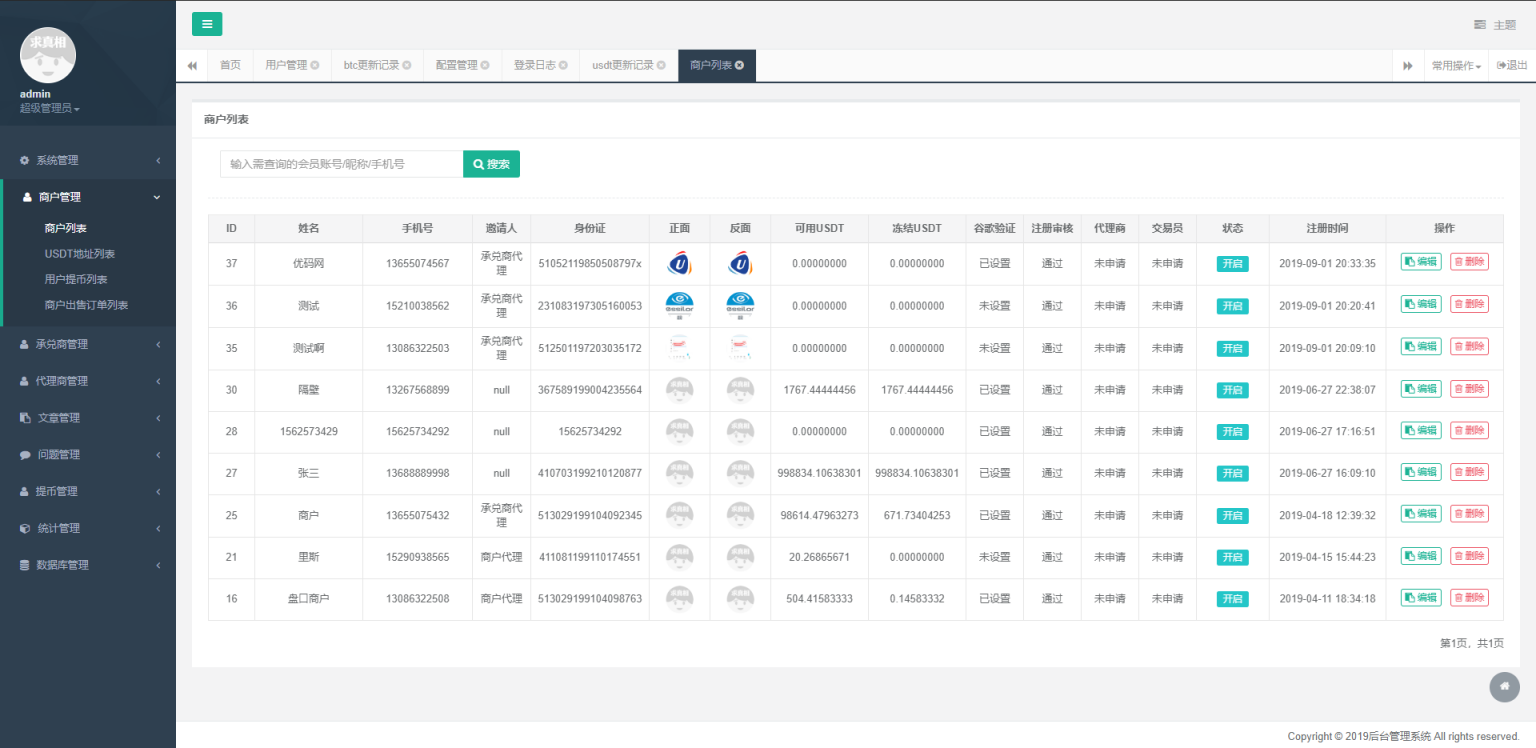 主题
求真相
admin
超级管理员
首页 用户管理 btc更新记录 配置管理 登录日志 usdt更新记录 商户列表 常用操作 退出
系统管理
商户管理
商户列表
USDT地址列表
用户提币列表
商户出售订单列表
承兑商管理
代理商管理
文章管理
问题管理
提币管理
统计管理
数据库管理
商户列表
输入需查询的会员账号/昵称/手机号 搜索
ID 姓名 手机号 邀请人 身份证 正面 反面 可用USDT 冻结USDT 谷歌验证 注册审核 代理商 交易员 状态 注册时间 操作
37 优码网 13655074567 承兑商代理 51052119850508797x 0.00000000 0.00000000 已设置 通过 未申请 未申请 开启 2019-09-01 20:33:35 编辑 删除
36 测试 15210038562 承兑商代理 231083197305160053 0.00000000 0.00000000 未设置 通过 未申请 未申请 开启 2019-09-01 20:20:41 编辑 删除
35 测试啊 13086322503 承兑商代理 512501197203035172 0.00000000 0.00000000 未设置 通过 未申请 未申请 开启 2019-09-01 20:09:10 编辑 删除
30 隔壁 13267568899 null 367589199004235564 1767.44444456 1767.44444456 已设置 通过 未申请 未申请 开启 2019-06-27 22:38:07 编辑 删除
28 1562573429 15625734292 null 15625734292 0.00000000 0.00000000 已设置 通过 未申请 未申请 开启 2019-06-27 17:16:51 编辑 删除
27 张三 13688889998 null 410703199210120877 998834.10638301 998834.10638301 已设置 通过 未申请 未申请 开启 2019-06-27 16:09:10 编辑 删除
25 商户 13655075432 承兑商代理 513029199104092345 98614.47963273 671.73404253 已设置 通过 未申请 未申请 开启 2019-04-18 12:39:32 编辑 删除
21 里斯 15290938565 商户代理 411081199110174551 20.26865671 0.00000000 未设置 通过 未申请 未申请 开启 2019-04-15 15:44:23 编辑 删除
16 盘口商户 13086322508 商户代理 513029199104098763 504.41583333 0.14583332 已设置 通过 未申请 未申请 开启 2019-04-11 18:34:18 编辑 删除
第1页，共1页
Copyright © 2019后台管理系统 All rights reserved.